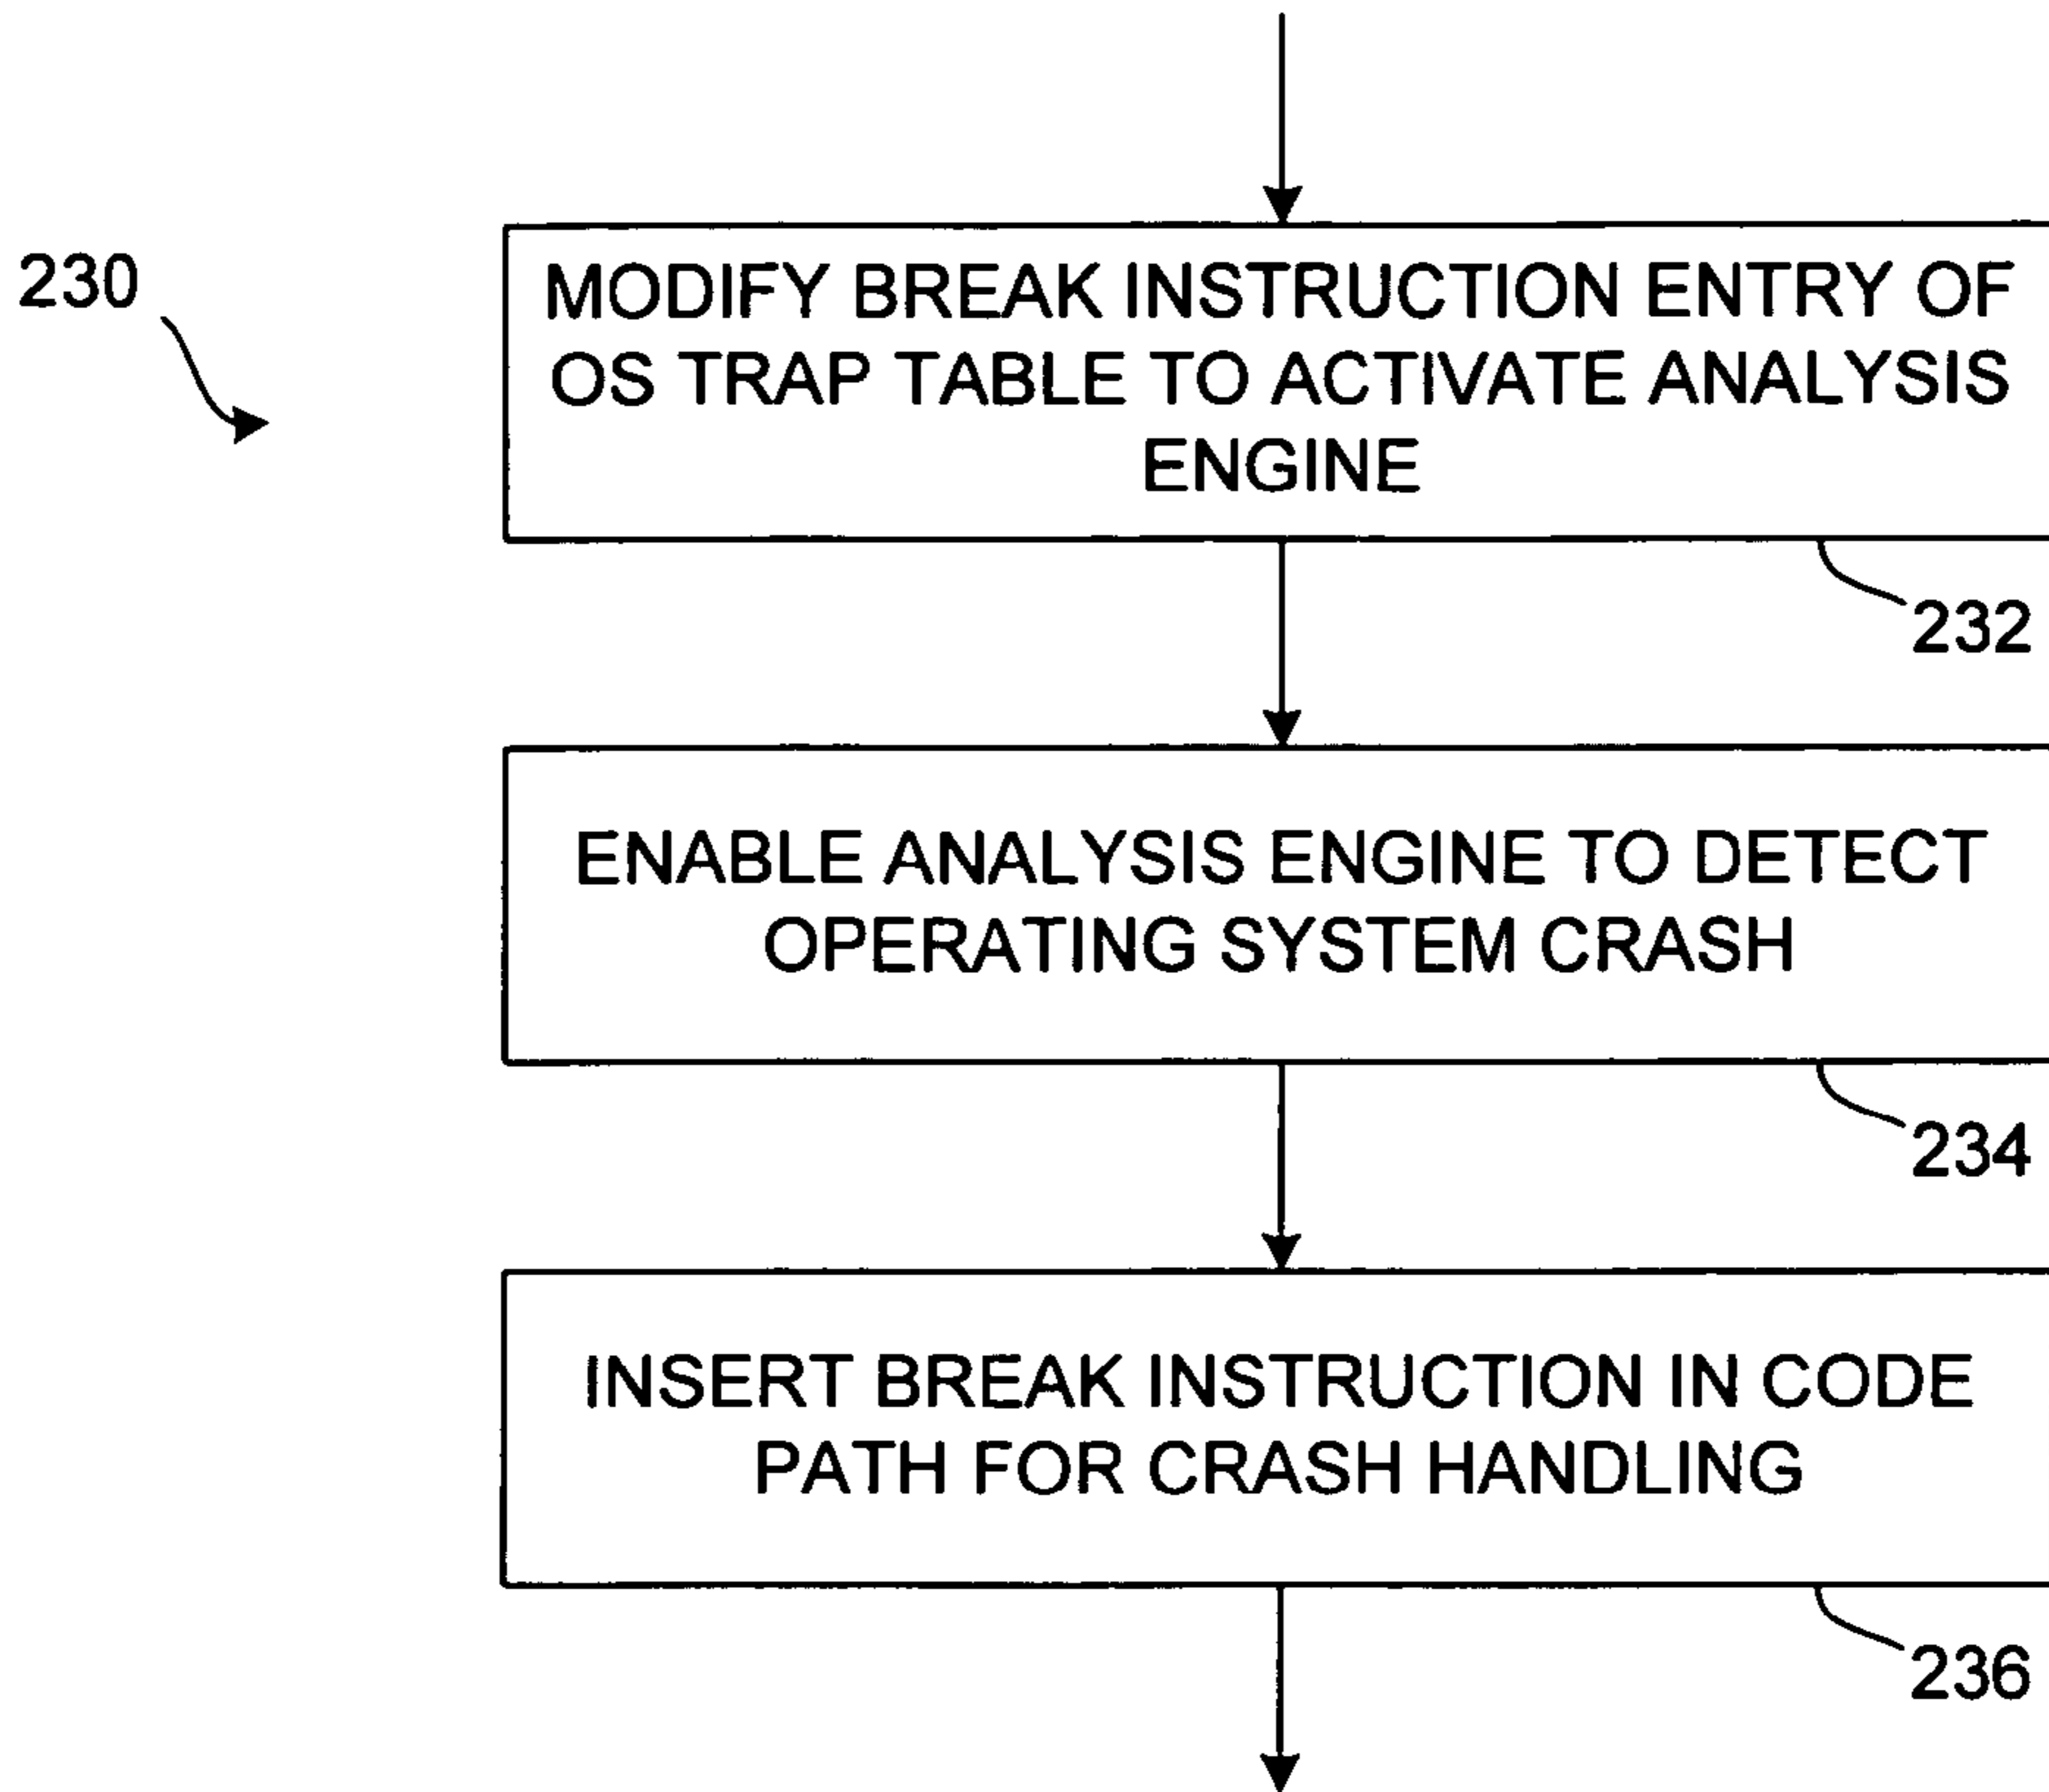 230
MODIFY BREAK INSTRUCTION ENTRY OF
OS TRAP TABLE TO ACTIVATE ANALYSIS
ENGINE
232
ENABLE ANALYSIS ENGINE TO DETECT
OPERATING SYSTEM CRASH
234
INSERT BREAK INSTRUCTION IN CODE
PATH FOR CRASH HANDLING
236